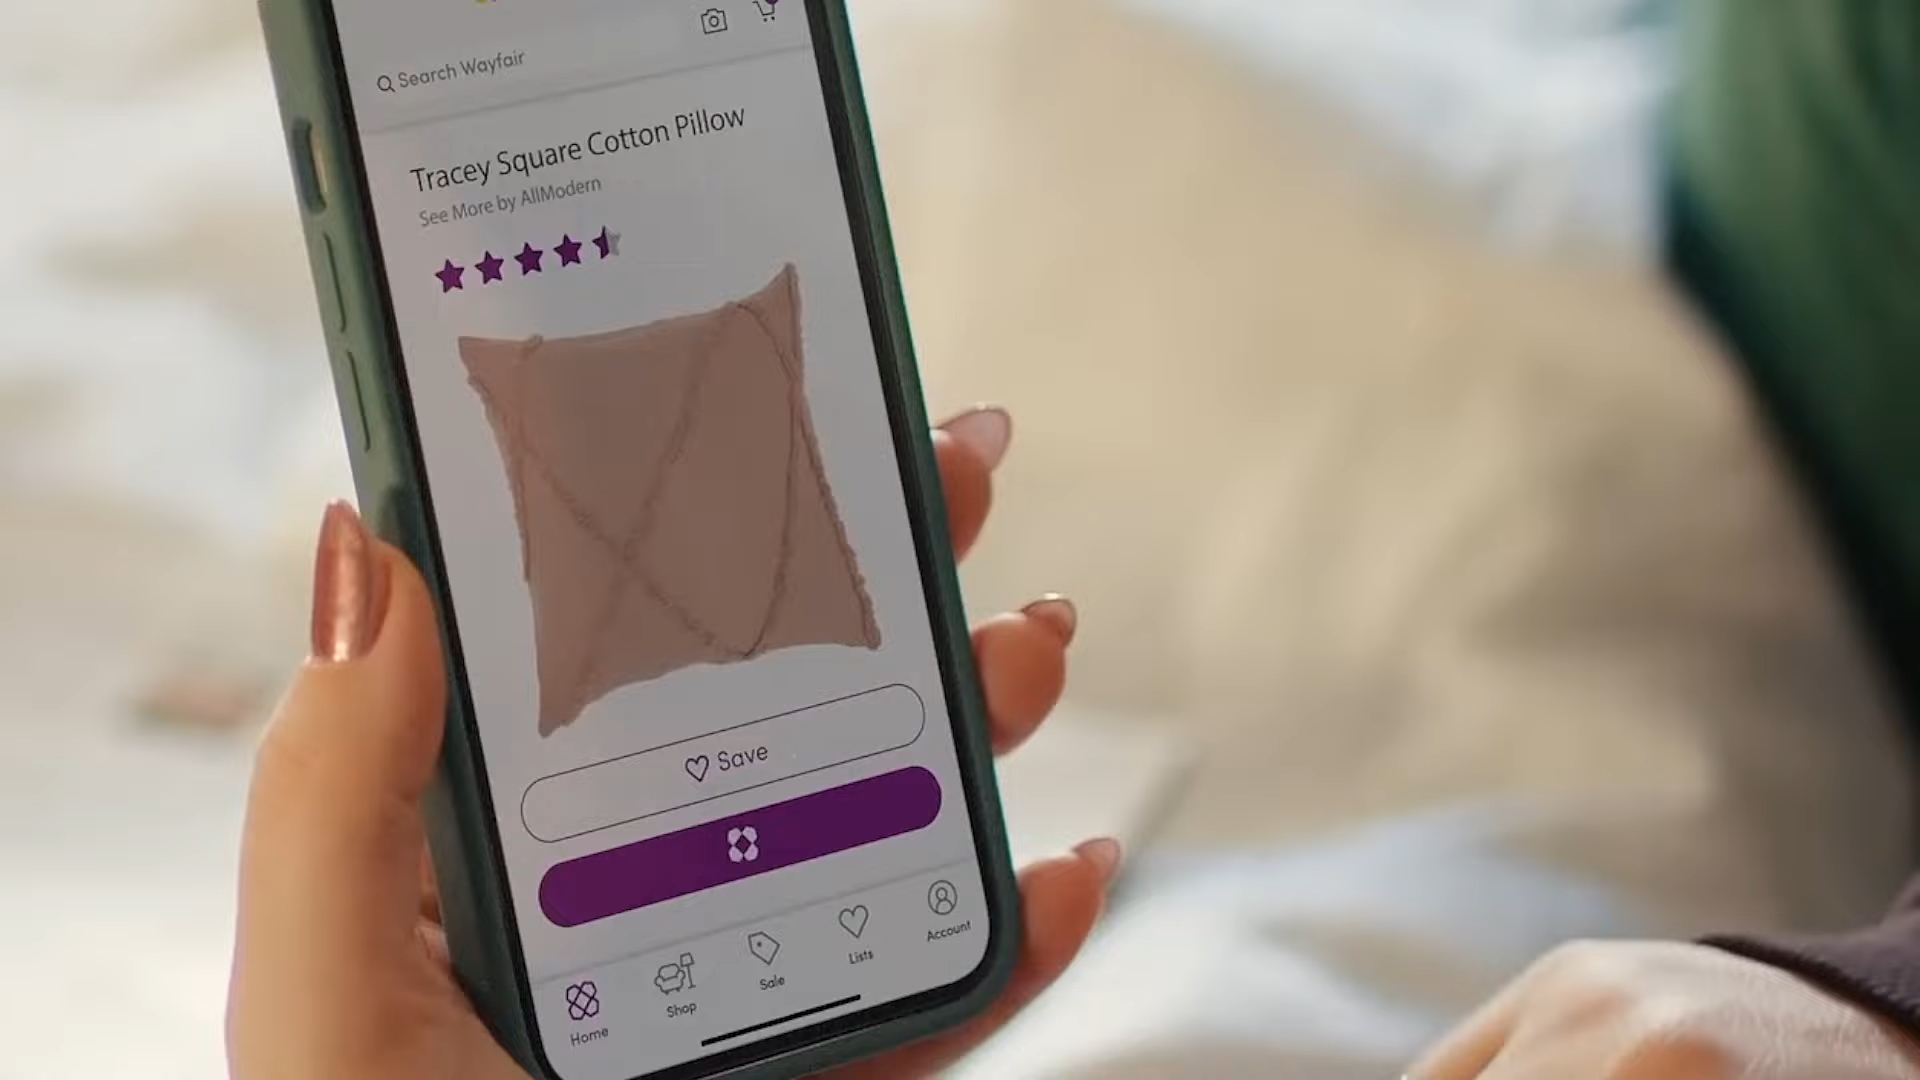 Search Wayfair
Tracey Square Cotton Pillow
See More by AllModern
Save
Home
Shop
Sale
Lists
Account